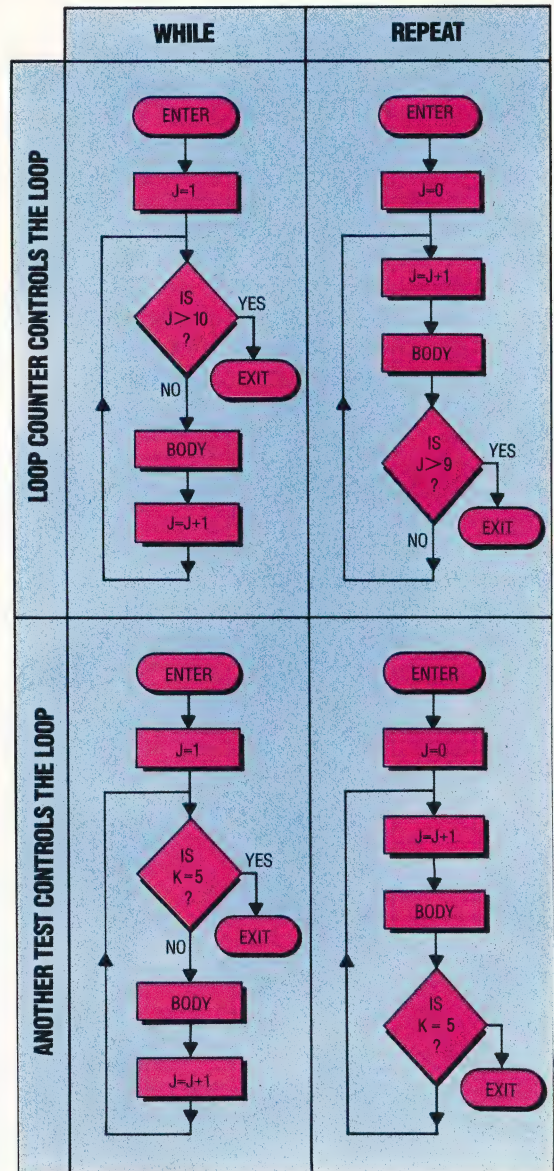 WHILE
REPEAT
LOOP COUNTER CONTROLS THE LOOP
ENTER
J=1
IS
J>10
?
YES
EXIT
NO
BODY
J=J+1
ENTER
J=0
J=J+1
BODY
IS
J>9
?
YES
EXIT
NO
ANOTHER TEST CONTROLS THE LOOP
ENTER
J=1
IS
K=5
?
YES
EXIT
NO
BODY
J=J+1
ENTER
J=0
J=J+1
BODY
IS
K = 5
?
EXIT